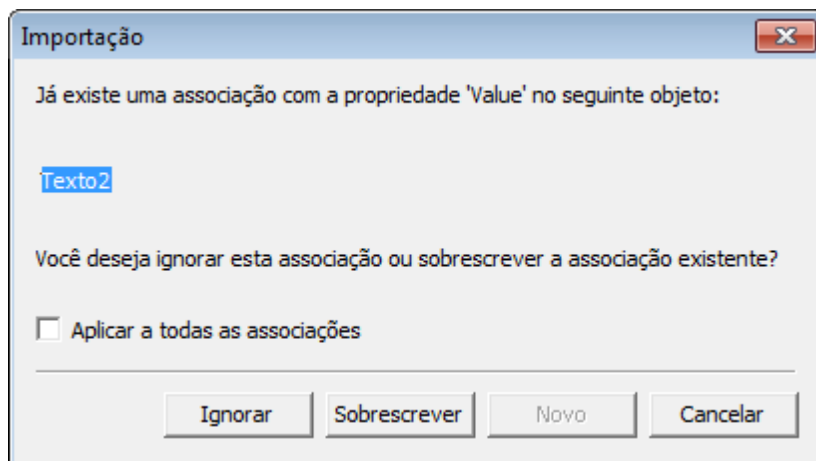 Importação
Já existe uma associação com a propriedade 'Value' no seguinte objeto:
Texto2
Você deseja ignorar esta associação ou sobrescrever a associação existente?
Aplicar a todas as associações
Ignorar Sobrescrever Novo Cancelar